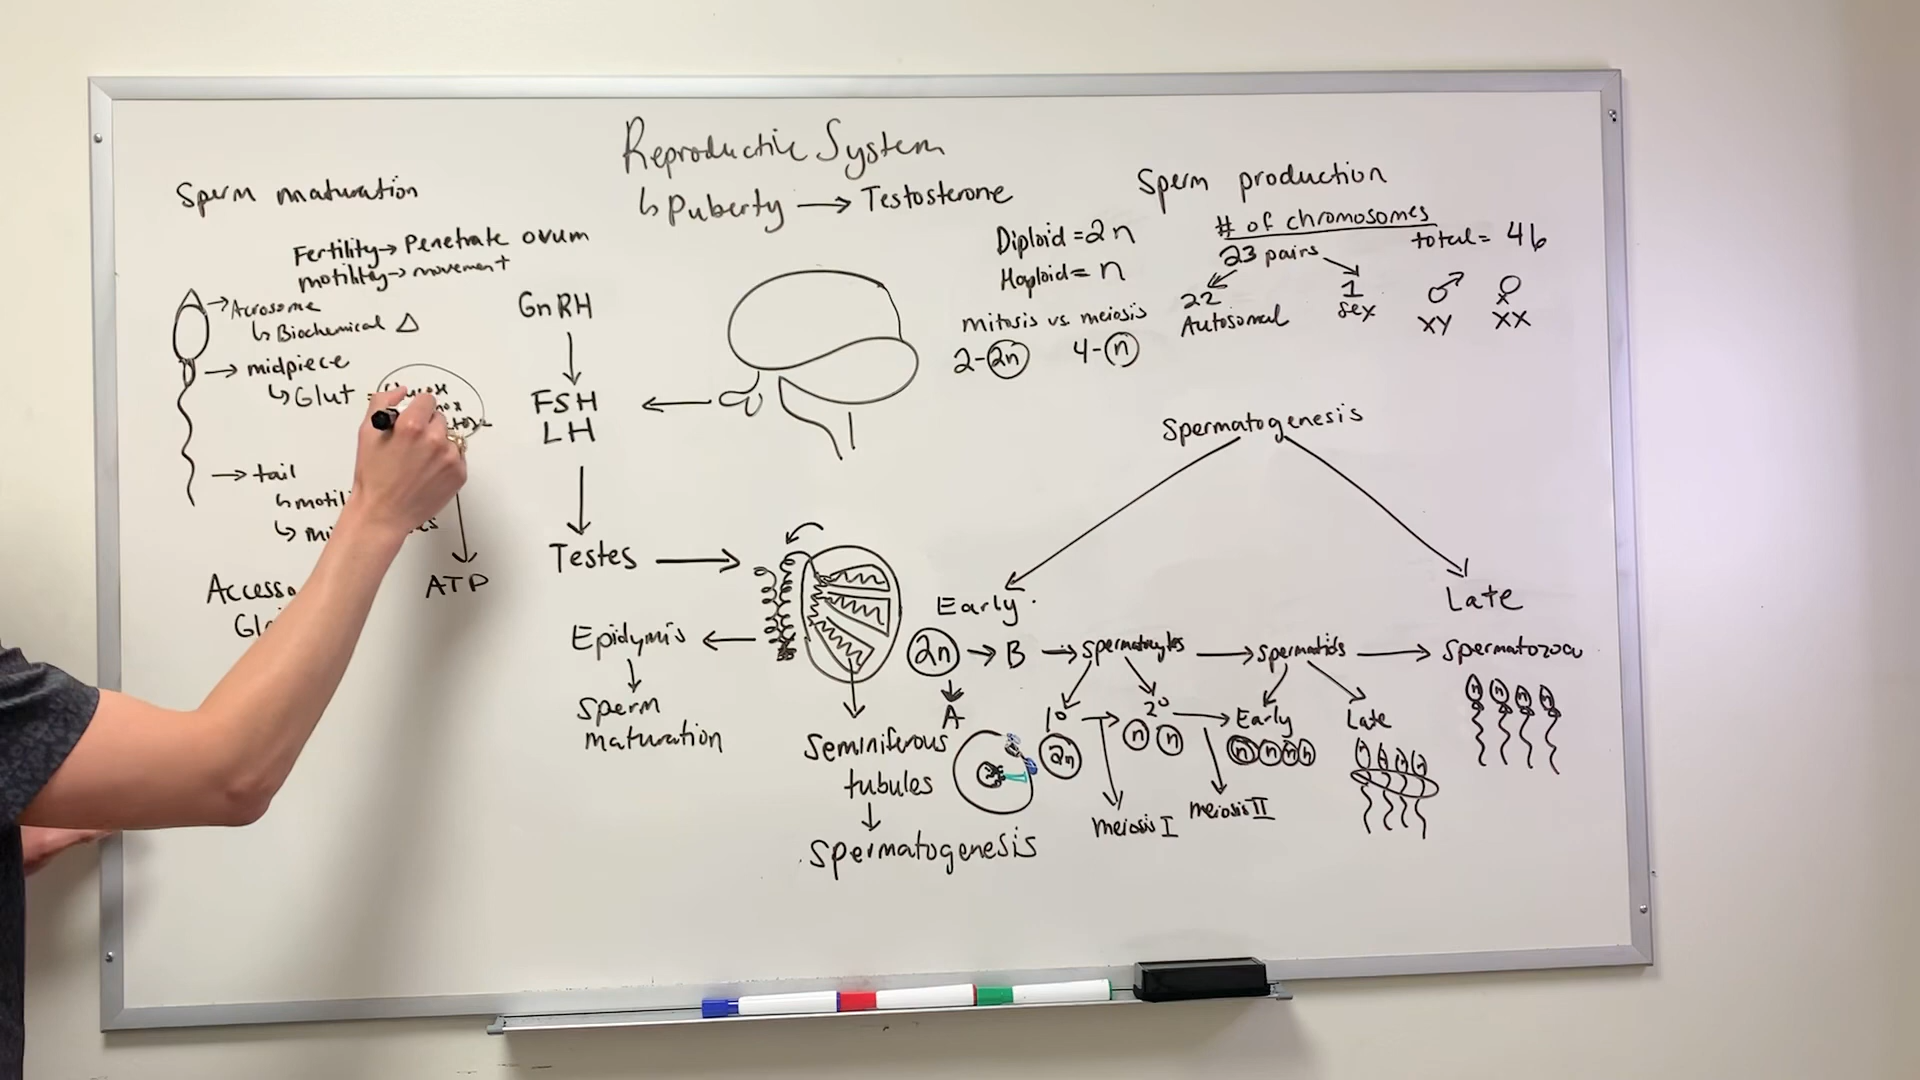 Reproductive System
↳ Puberty → Testosterone
Sperm maturation
Fertility → Penetrate ovum
motility → movement
→ Acrosome
↳ Biochemical △
→ midpiece
↳ Glut
→ tail
ATP
GnRH
FSH
LH
Testes
Epidymis
Sperm
maturation
Seminiferous
tubules
Spermatogenesis
Sperm production
Diploid = 2n
Haploid = n
mitosis vs. meiosis
2-2n 4-n
# of chromosomes
23 pairs total = 46
22 1
Autosomal Sex
♂ ♀
XY XX
Spermatogenesis
Early Late
2n → B → spermatocytes → spermatids → spermatozoa
A 1° 2° Early Late
2n n n n n n n
n n n n
meiosis I meiosis II